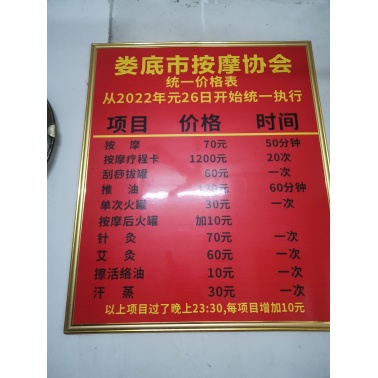 娄底市按摩协会
统一价格表
从2022年元26日开始统一执行
项目 价格 时间
按摩 70元 50分钟
按摩疗程卡 1200元 20次
刮痧拔罐 60元 一次
推油 元 60分钟
单次火罐 30元 一次
按摩后火罐 加10元
针灸 70元 一次
艾灸 60元 一次
擦活络油 10元 一次
汗蒸 30元 一次
以上项目过了晚上23:30,每项目增加10元